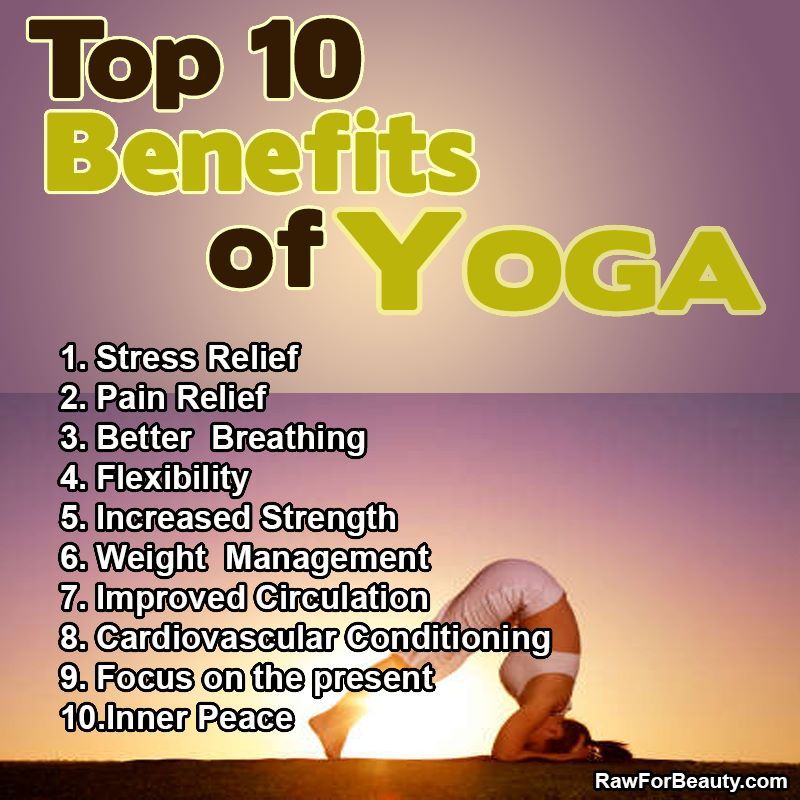 Top 10
Benefits
of YOGA
1. Stress Relief
2. Pain Relief
3. Better  Breathing
4. Flexibility
5. Increased Strength
6. Weight  Management
7. Improved Circulation
8. Cardiovascular Conditioning
9. Focus on the present
10.Inner Peace
RawForBeauty.com